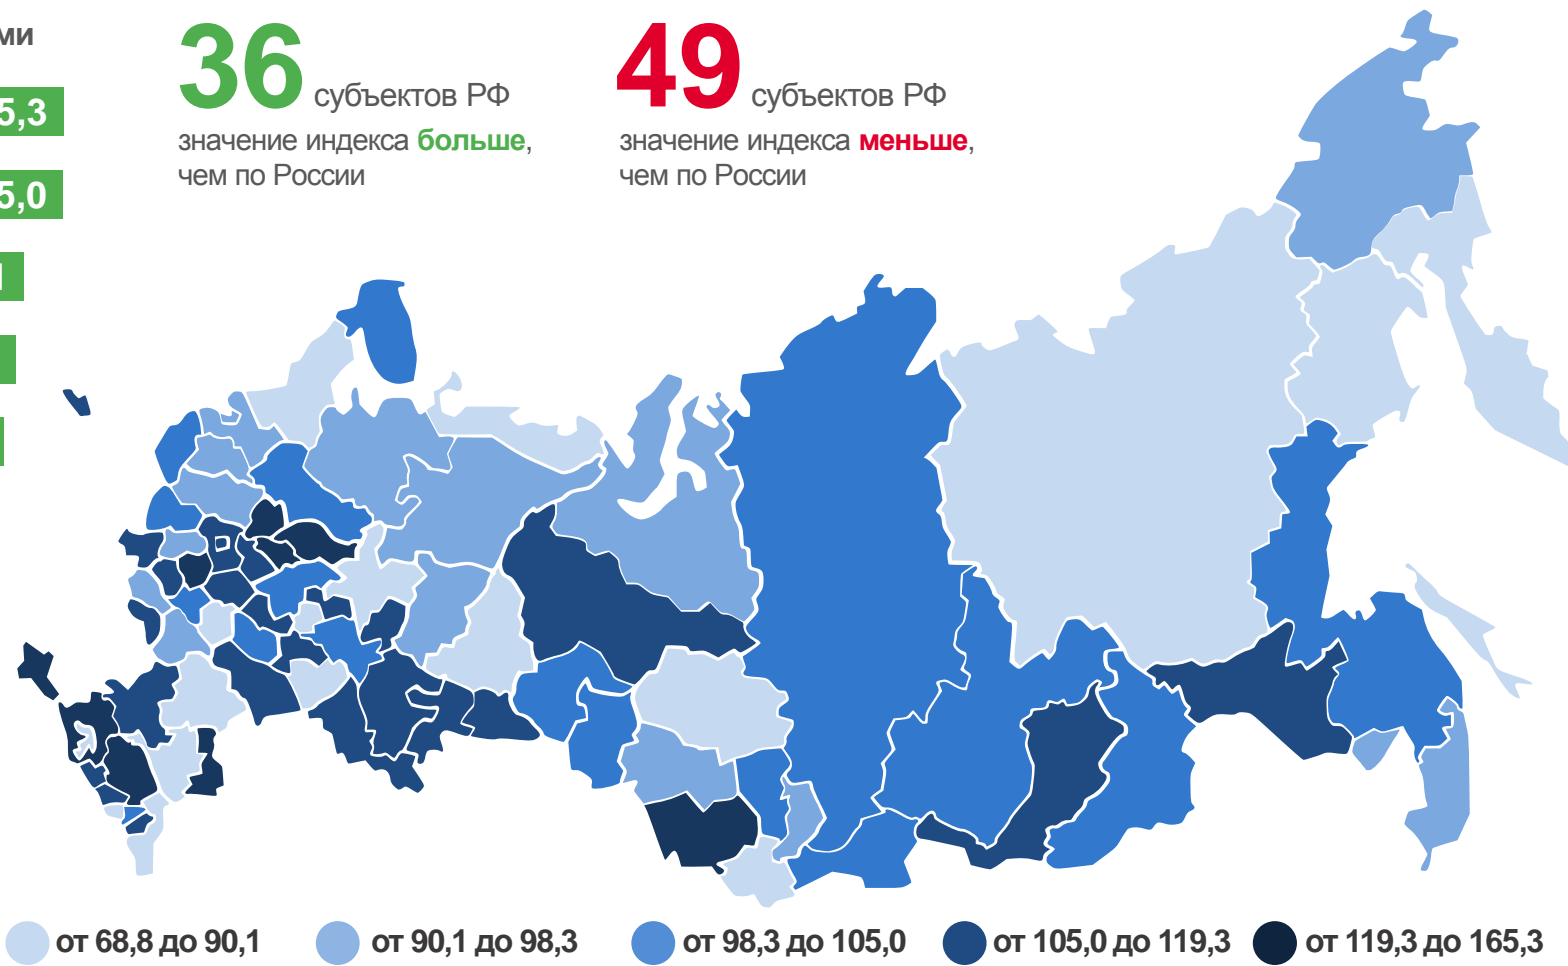 ми
5,3
5,0
36 субъектов РФ
значение индекса больше,
чем по России
49 субъектов РФ
значение индекса меньше,
чем по России
от 68,8 до 90,1
от 90,1 до 98,3
от 98,3 до 105,0
от 105,0 до 119,3
от 119,3 до 165,3